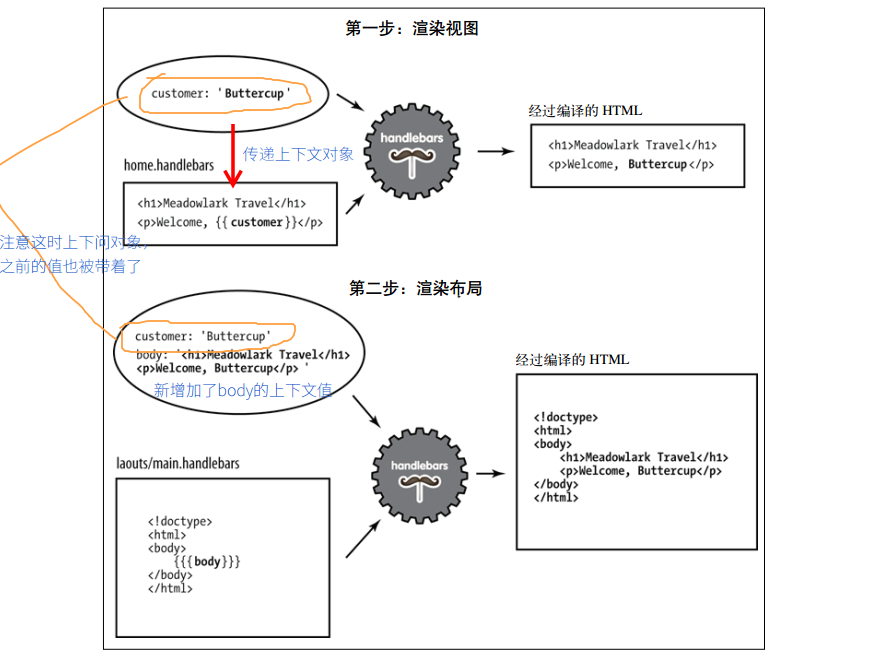 第一步：渲染视图
customer: 'Buttercup'
传递上下文对象
home.handlebars
<h1>Meadowlark Travel</h1>
<p>Welcome, {{customer}}</p>
handlebars
经过编译的 HTML
<h1>Meadowlark Travel</h1>
<p>Welcome, Buttercup</p>
注意这时上下问对象，
之前的值也被带着了
第二步：渲染布局
customer: 'Buttercup'
body: '<h1>Meadowlark Travel</h1>
<p>Welcome, Buttercup</p> '
新增加了body的上下文值
laouts/main.handlebars
<!doctype>
<html>
<body>
{{{body}}}
</body>
</html>
handlebars
经过编译的 HTML
<!doctype>
<html>
<body>
<h1>Meadowlark Travel</h1>
<p>Welcome, Buttercup</p>
</body>
</html>